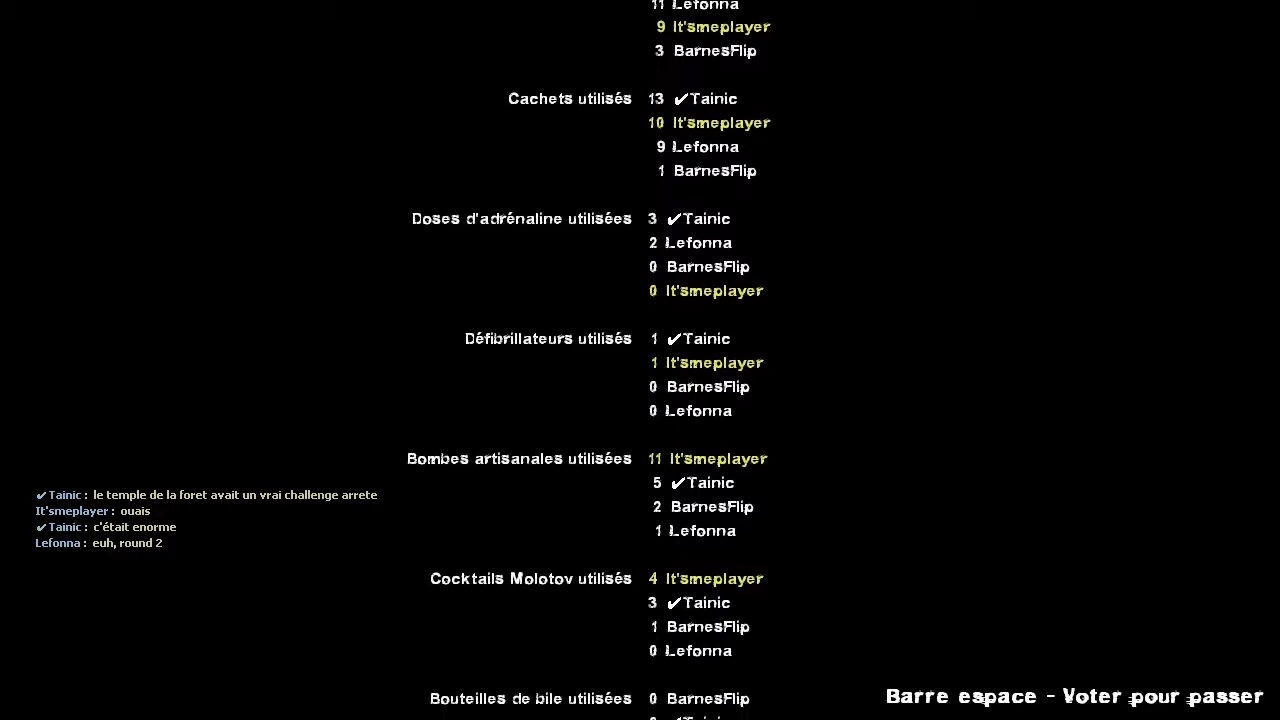 11 Lefonna
9 It'smeplayer
3 BarnesFlip
Cachets utilisés 13 ✔Tainic
10 It'smeplayer
9 Lefonna
1 BarnesFlip
Doses d'adrénaline utilisées 3 ✔Tainic
2 Lefonna
0 BarnesFlip
0 It'smeplayer
Défibrillateurs utilisés 1 ✔Tainic
1 It'smeplayer
0 BarnesFlip
0 Lefonna
Bombes artisanales utilisées 11 It'smeplayer
5 ✔Tainic
2 BarnesFlip
1 Lefonna
✔Tainic : le temple de la foret avait un vrai challenge arrete
It'smeplayer : ouais
✔Tainic : c'était enorme
Lefonna : euh, round 2
Cocktails Molotov utilisés 4 It'smeplayer
3 ✔Tainic
1 BarnesFlip
0 Lefonna
Bouteilles de bile utilisées 0 BarnesFlip
Barre espace - Voter pour passer